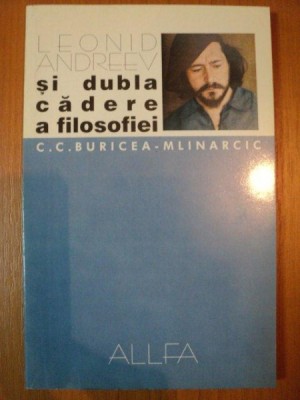 LEONID
ANDREEV
și dubla
cădere
a filosofiei
C.C.BURICEA-MLINARCIC
ALLFA